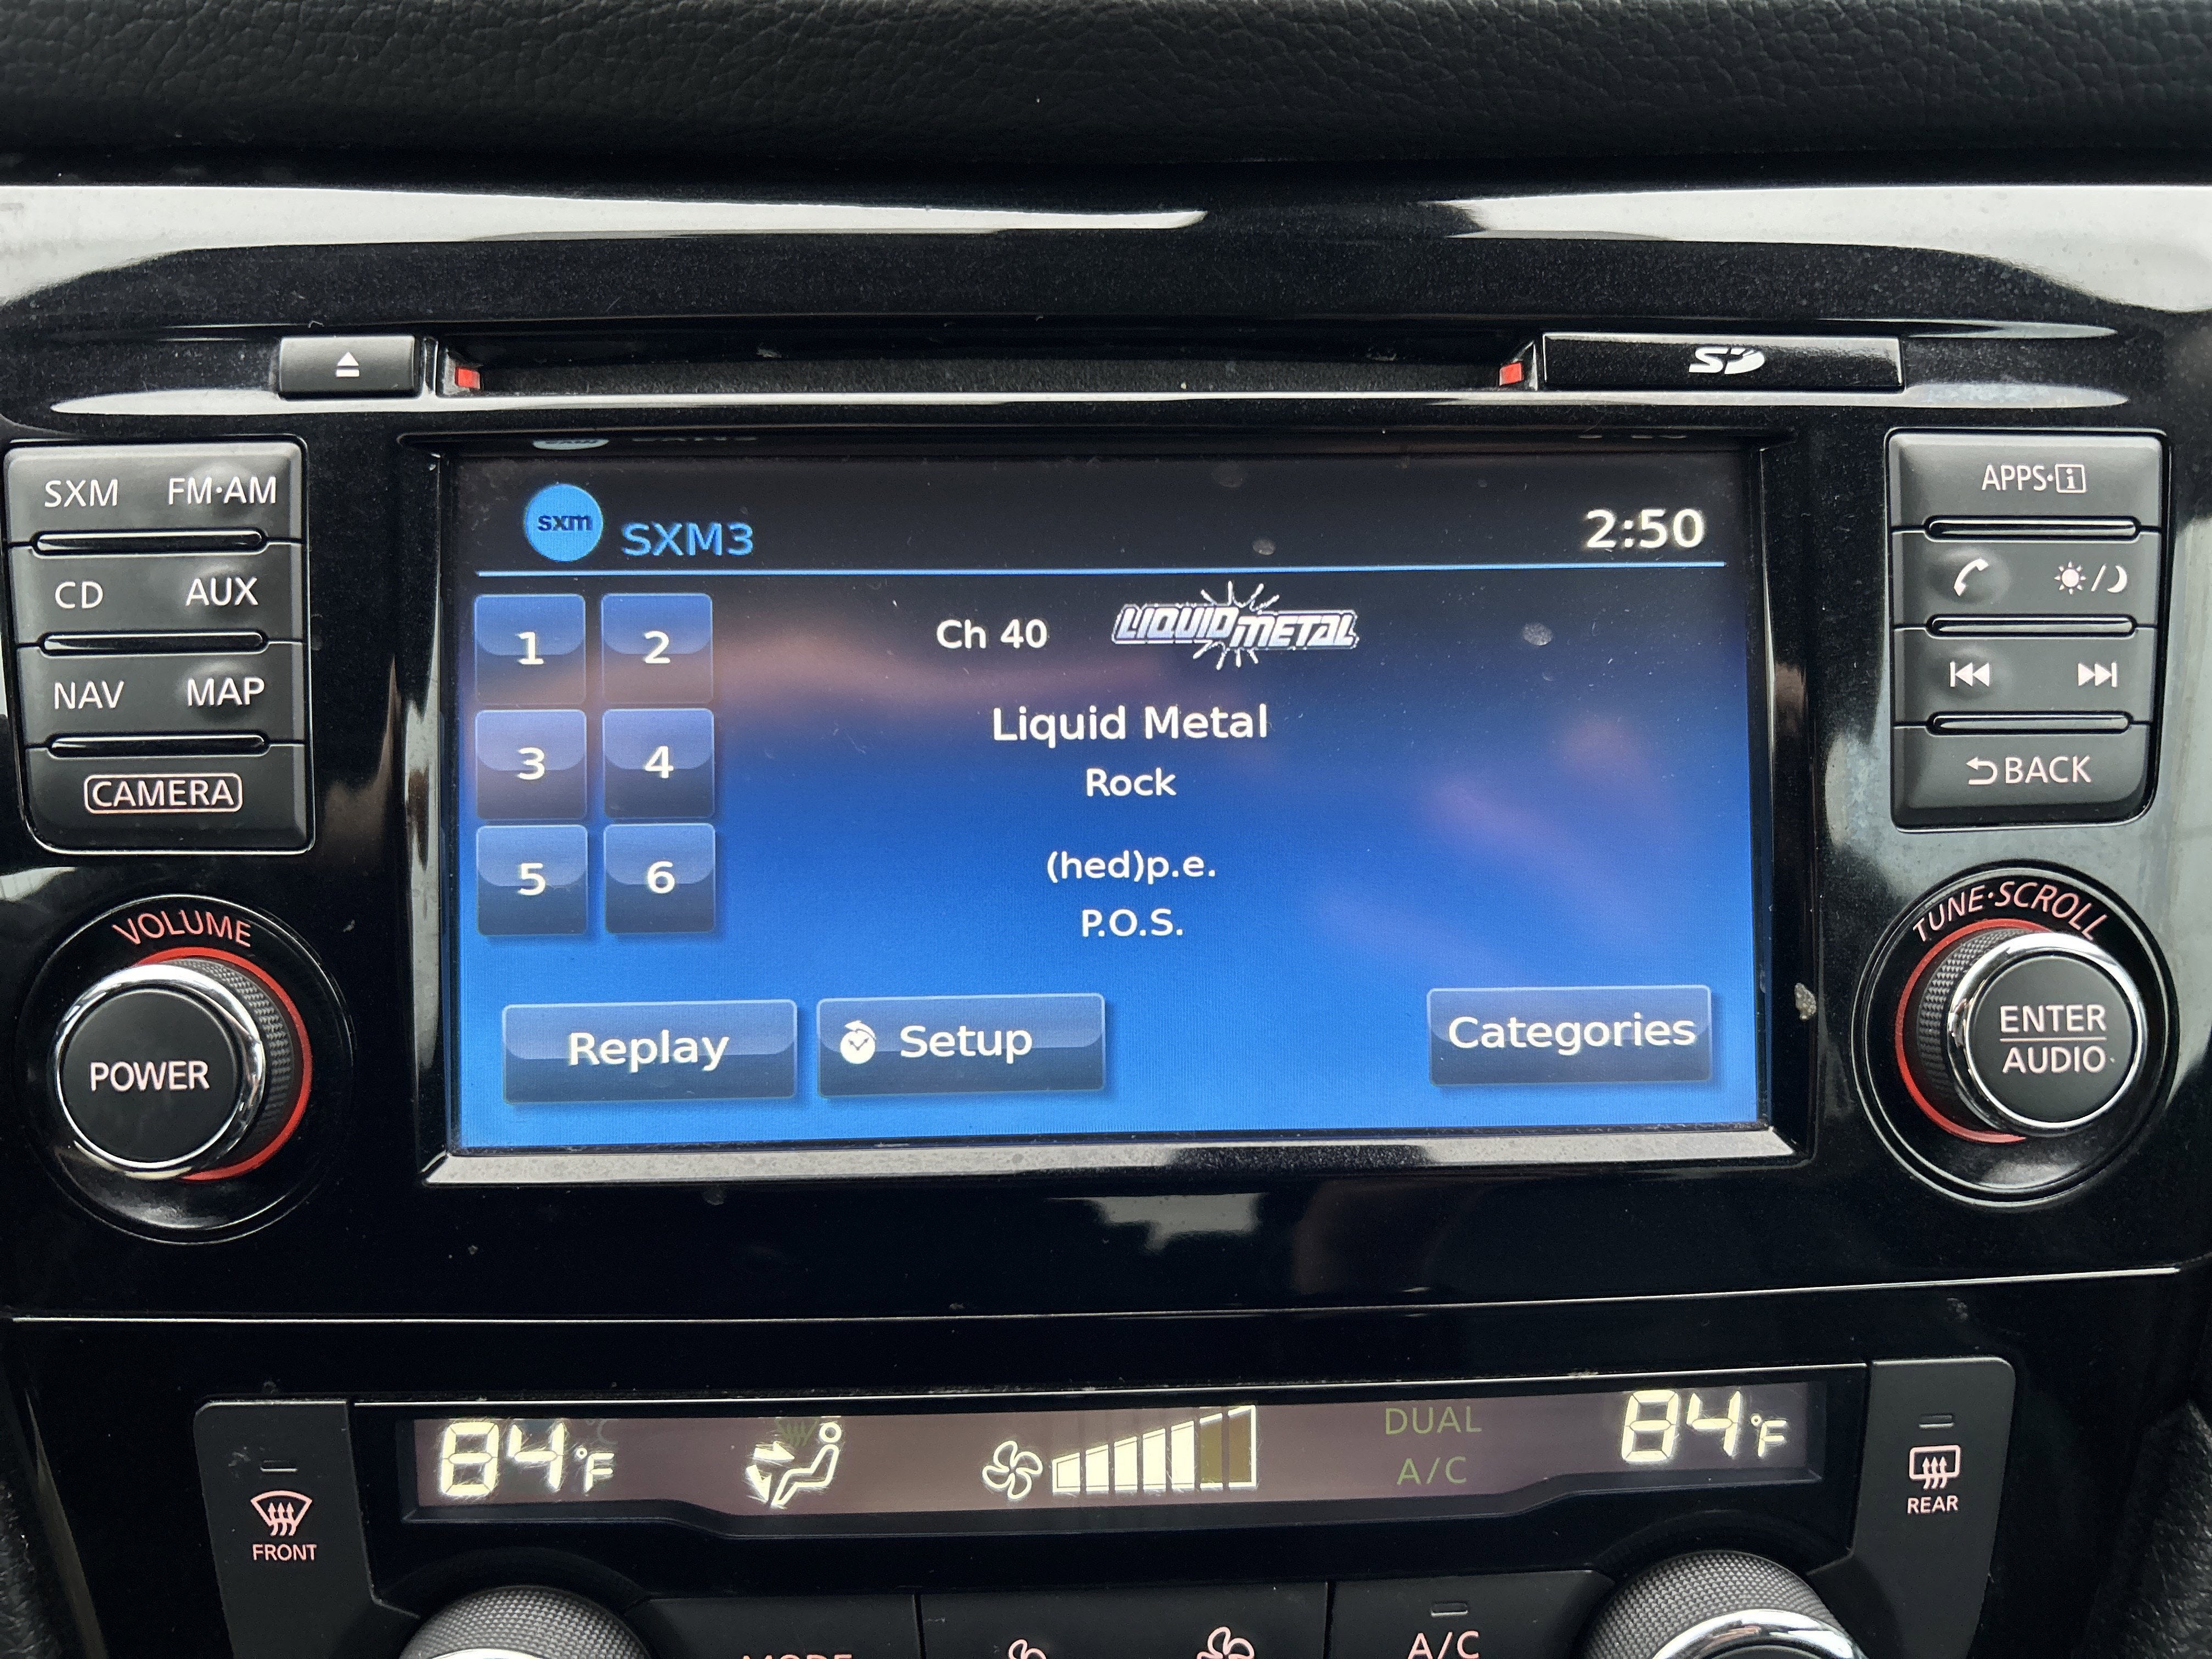 SD
SXM FM·AM
CD AUX
NAV MAP
CAMERA
VOLUME
POWER
sxm SXM3 2:50
1 2
3 4
5 6
Ch 40 LIQUID METAL
Liquid Metal
Rock
(hed)p.e.
P.O.S.
Replay Setup Categories
APPS·i
BACK
TUNE·SCROLL
ENTER
AUDIO
84°F
DUAL
A/C
84°F
FRONT
REAR
MODE
A/C